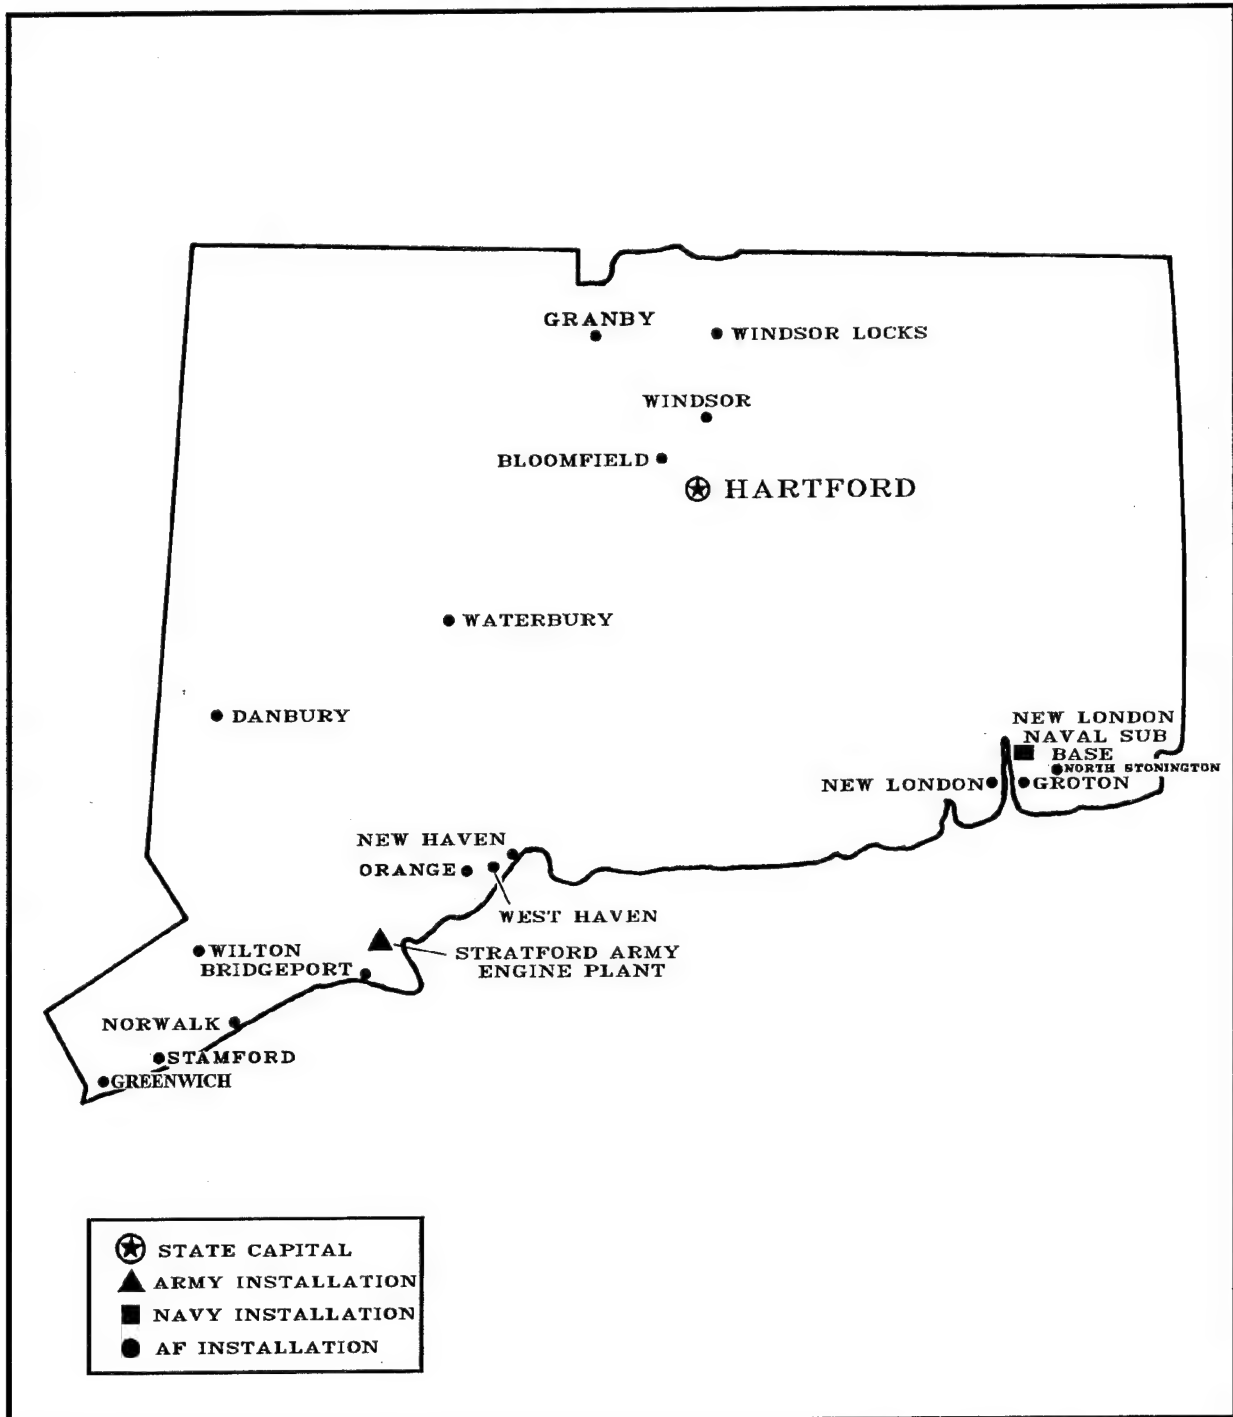 GRANBY
WINDSOR LOCKS
WINDSOR
BLOOMFIELD
HARTFORD
WATERBURY
DANBURY
NEW LONDON
NAVAL SUB
BASE
NORTH STONINGTON
NEW LONDON
GROTON
NEW HAVEN
ORANGE
WEST HAVEN
STRATFORD ARMY
ENGINE PLANT
WILTON
BRIDGEPORT
NORWALK
STAMFORD
GREENWICH
STATE CAPITAL
ARMY INSTALLATION
NAVY INSTALLATION
AF INSTALLATION